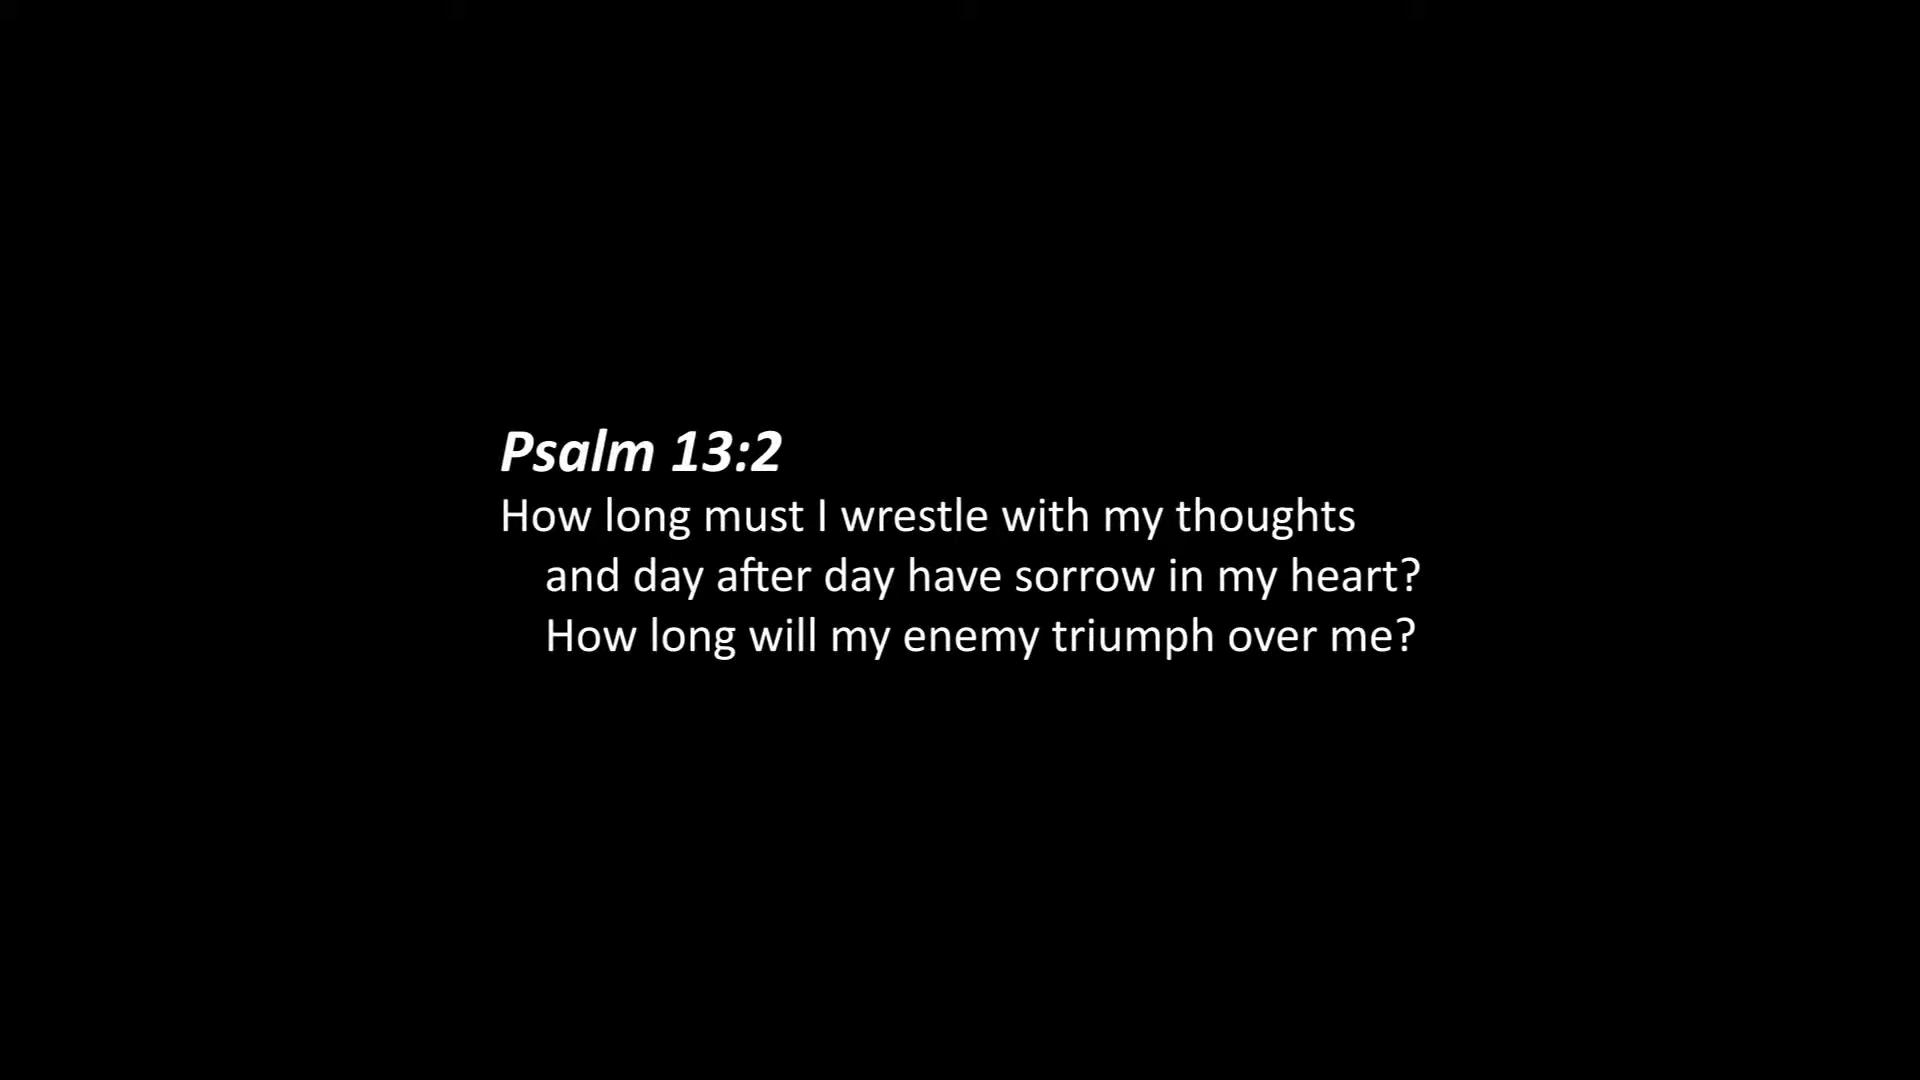 Psalm 13:2
How long must I wrestle with my thoughts
and day after day have sorrow in my heart?
How long will my enemy triumph over me?